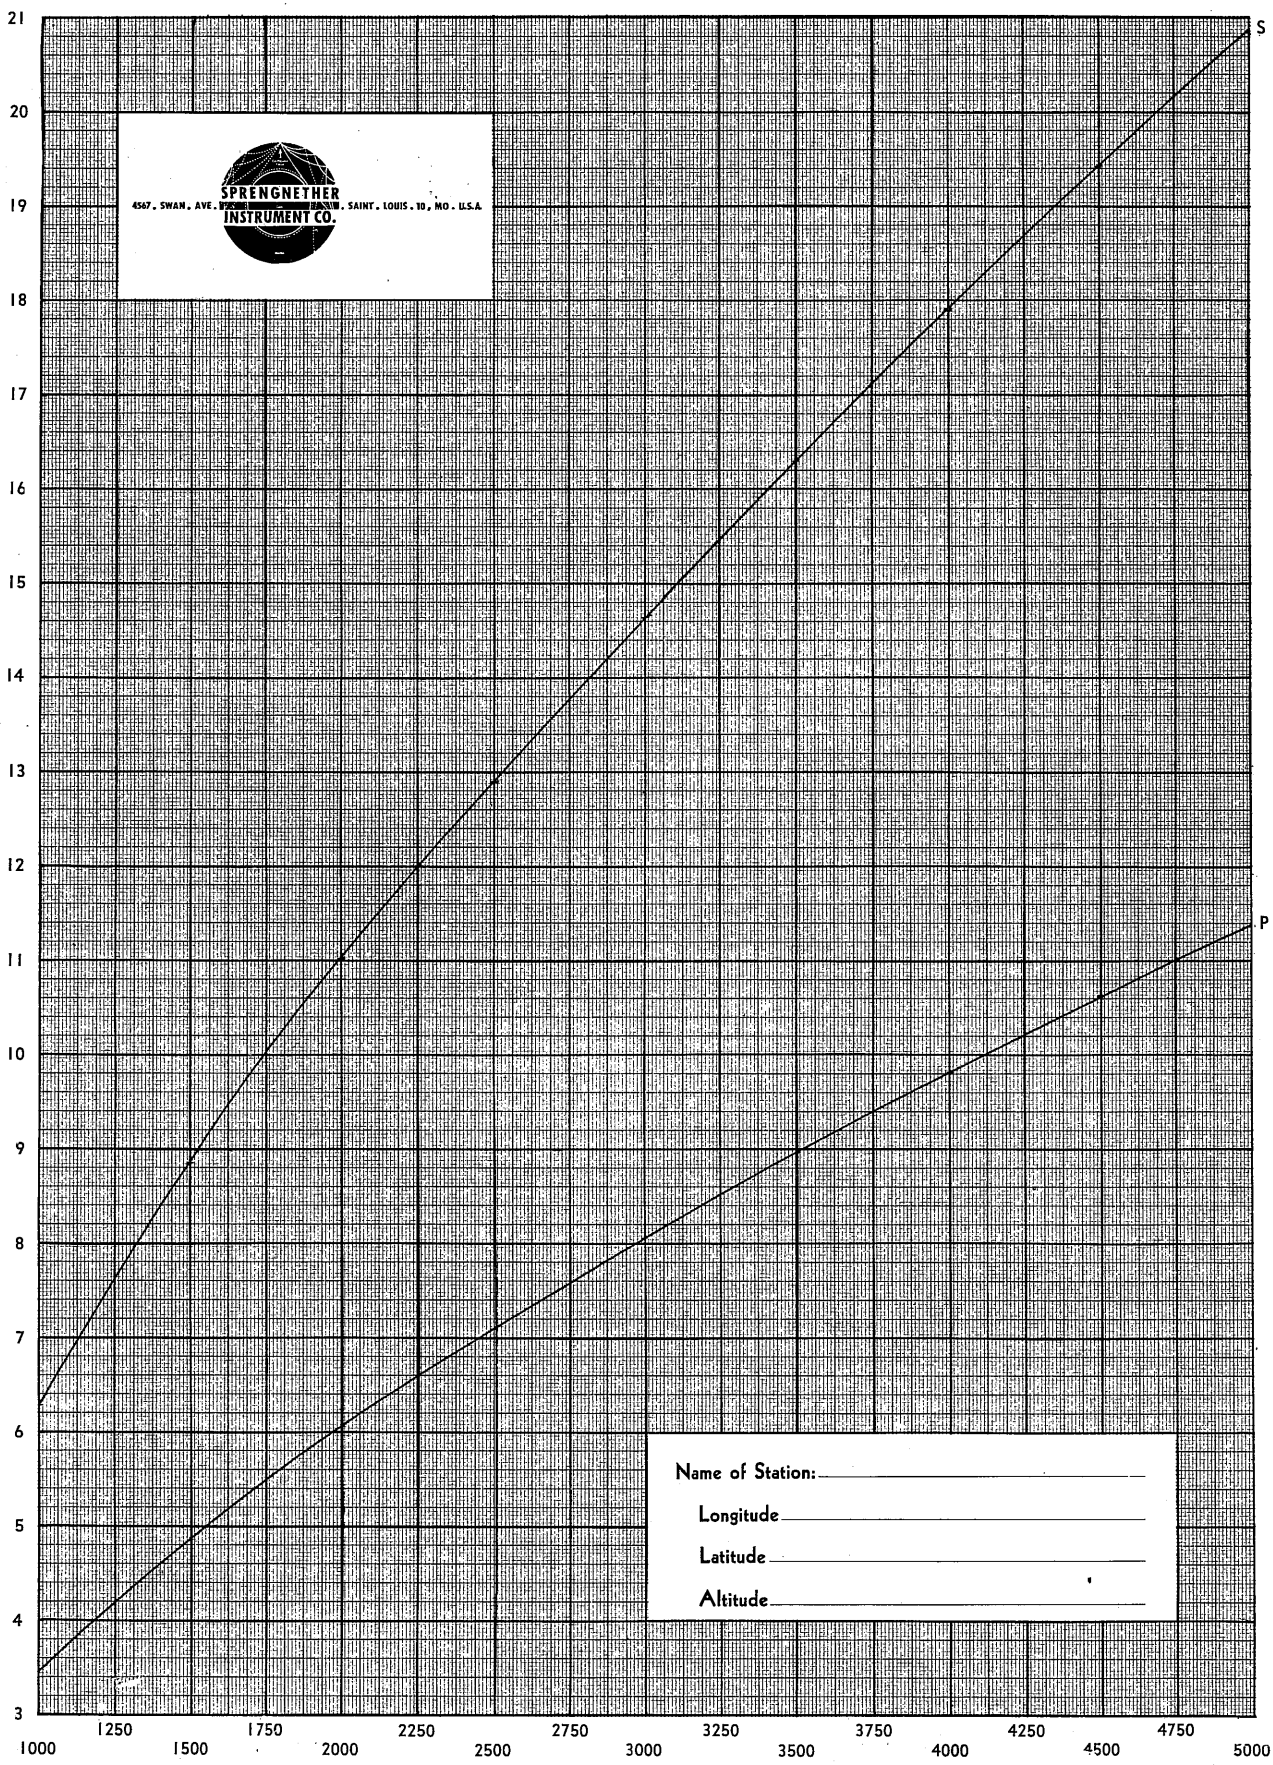 21
S
20
SPRENGNETHER
4567 . SWAN . AVE . . SAINT . LOUIS . 10 , MO . U.S.A.
INSTRUMENT CO.
19
18
17
16
15
14
13
12
P
11
10
9
8
7
6
Name of Station:
Longitude
5
Latitude
Altitude
4
3
1250 1750 2250 2750 3250 3750 4250 4750
1000 1500 2000 2500 3000 3500 4000 4500 5000